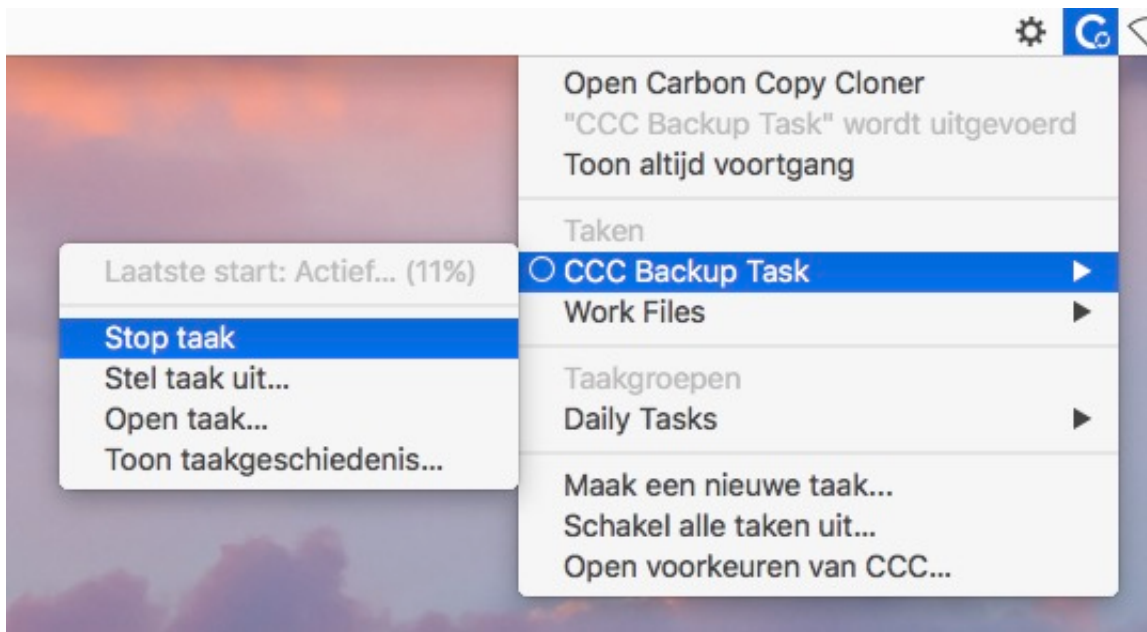 Open Carbon Copy Cloner
"CCC Backup Task" wordt uitgevoerd
Toon altijd voortgang
Taken
CCC Backup Task
Work Files
Taakgroepen
Daily Tasks
Maak een nieuwe taak...
Schakel alle taken uit...
Open voorkeuren van CCC...
Laatste start: Actief... (11%)
Stop taak
Stel taak uit...
Open taak...
Toon taakgeschiedenis...